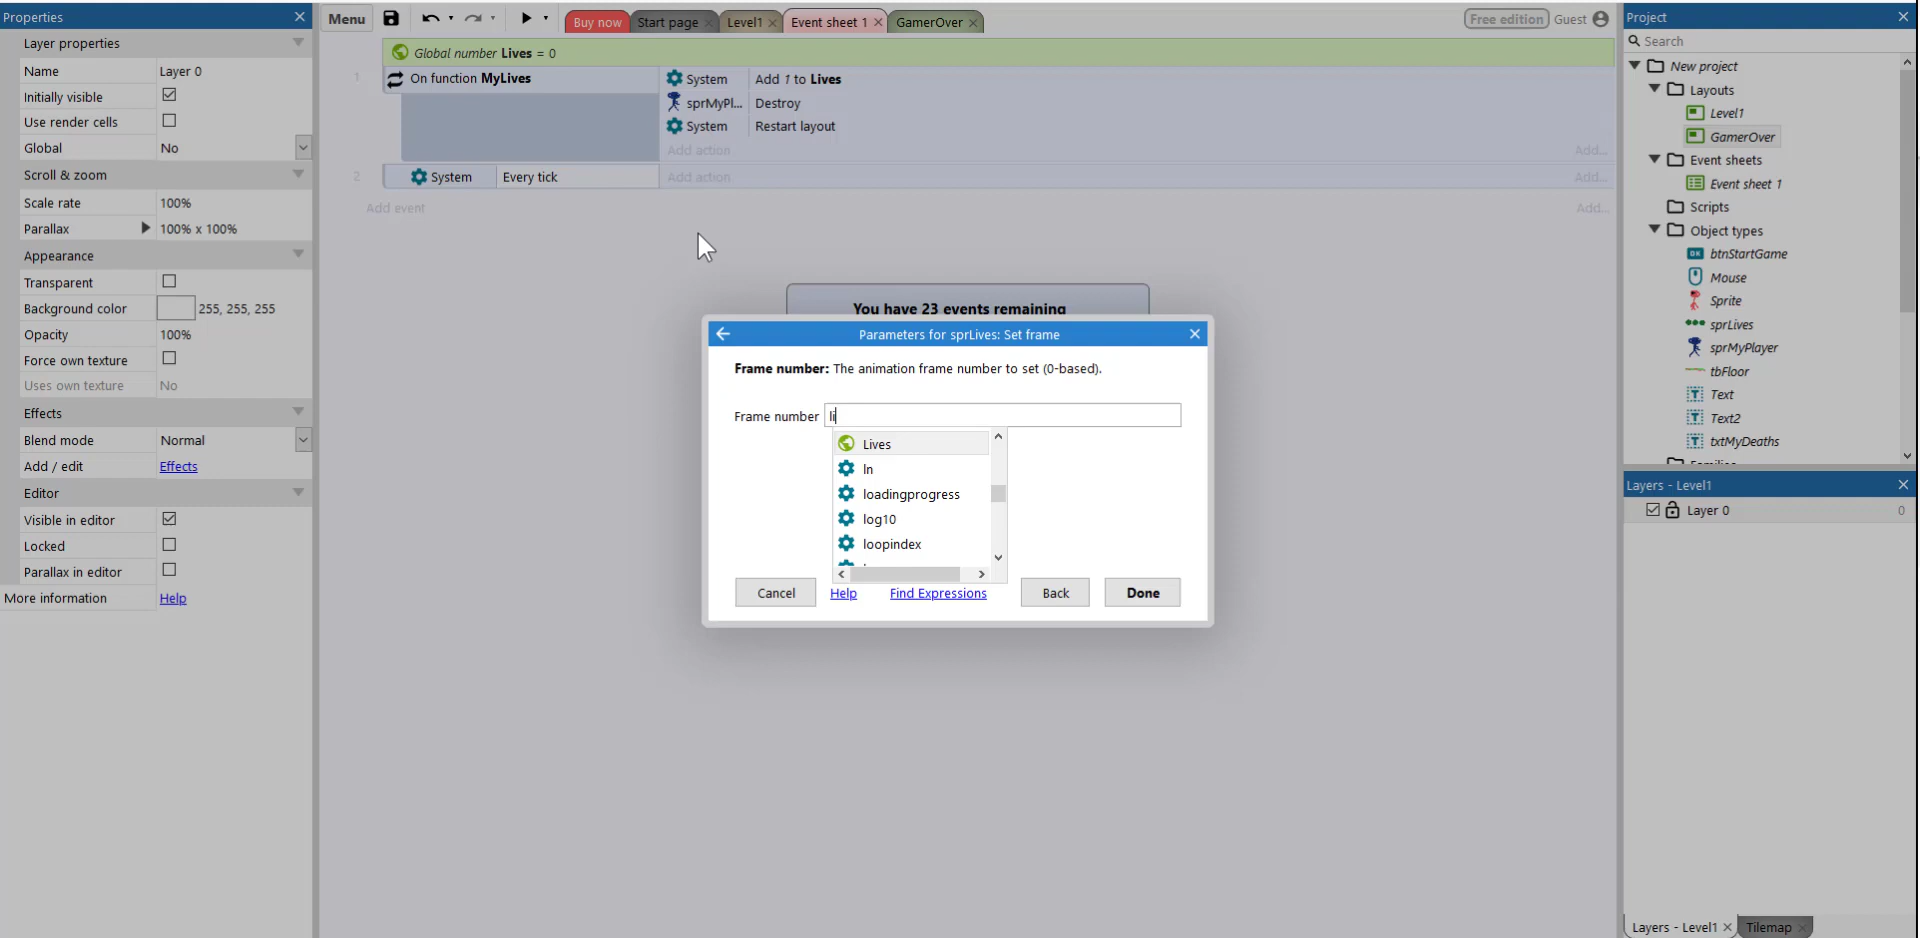 Properties
Layer properties
Name Layer 0
Initially visible
Use render cells
Global No
Scroll & zoom
Scale rate 100%
Parallax 100% x 100%
Appearance
Transparent
Background color 255, 255, 255
Opacity 100%
Force own texture
Uses own texture No
Effects
Blend mode Normal
Add / edit Effects
Editor
Visible in editor
Locked
Parallax in editor
More information Help
Menu Buy now Start page Level1 Event sheet 1 GamerOver Free edition Guest
Global number Lives = 0
1 On function MyLives System Add 1 to Lives
sprMyPl... Destroy
System Restart layout
Add action Add...
2 System Every tick Add action Add...
Add event Add...
You have 23 events remaining
Parameters for sprLives: Set frame
Frame number: The animation frame number to set (0-based).
Frame number li
Lives
ln
loadingprogress
log10
loopindex
Cancel Help Find Expressions Back Done
Project
Search
New project
Layouts
Level1
GamerOver
Event sheets
Event sheet 1
Scripts
Object types
btnStartGame
Mouse
Sprite
sprLives
sprMyPlayer
tbFloor
Text
Text2
txtMyDeaths
Layers - Level1
Layer 0 0
Layers - Level1 Tilemap